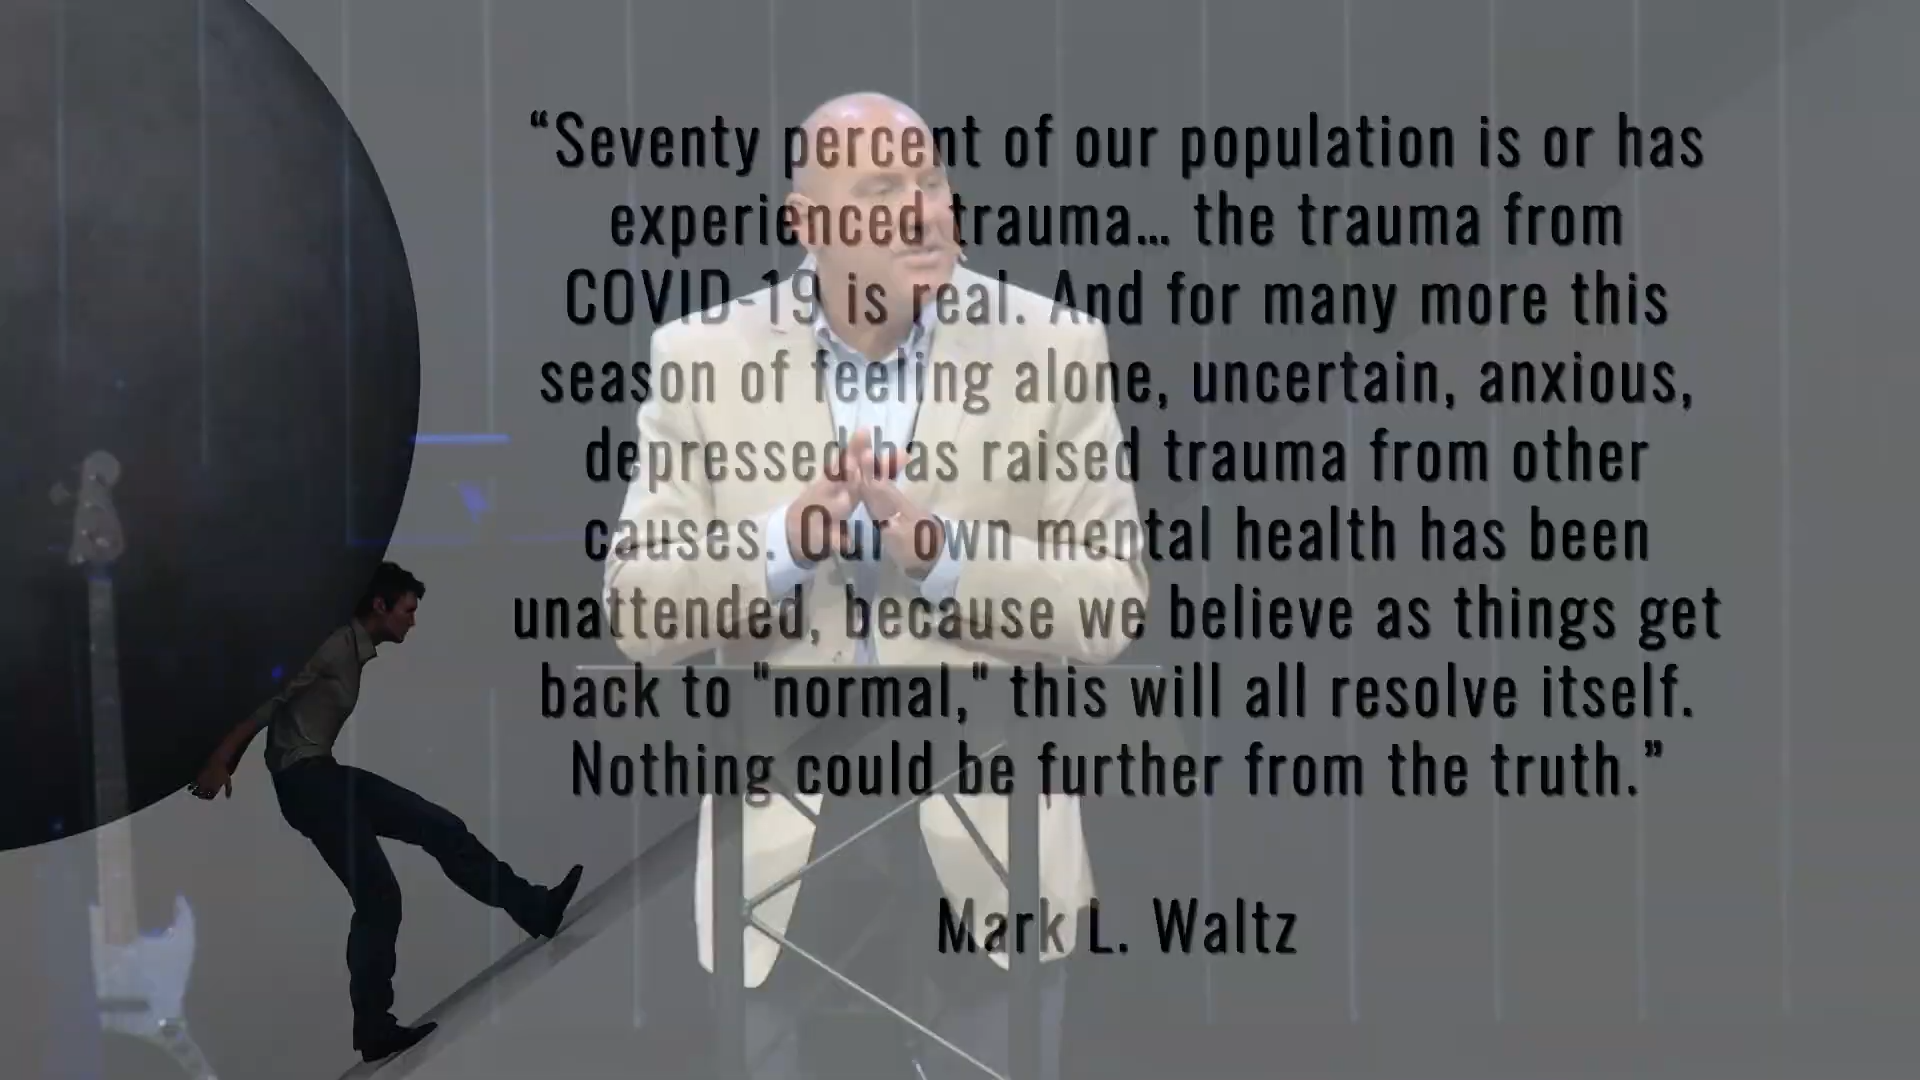 “Seventy percent of our population is or has
experienced trauma... the trauma from
COVID-19 is real. And for many more this
season of feeling alone, uncertain, anxious,
depressed has raised trauma from other
causes. Our own mental health has been
unattended, because we believe as things get
back to "normal," this will all resolve itself.
Nothing could be further from the truth.”
Mark L. Waltz